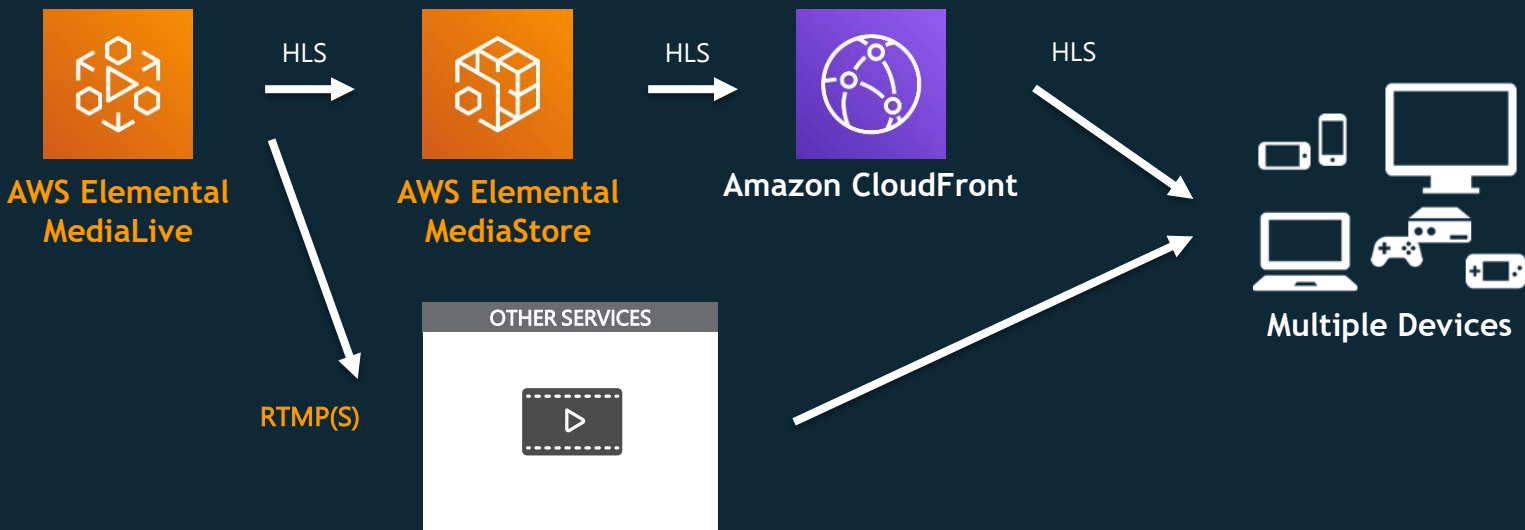 HLS
HLS
HLS
AWS Elemental
MediaLive
AWS Elemental
MediaStore
Amazon CloudFront
OTHER SERVICES
Multiple Devices
RTMP(S)